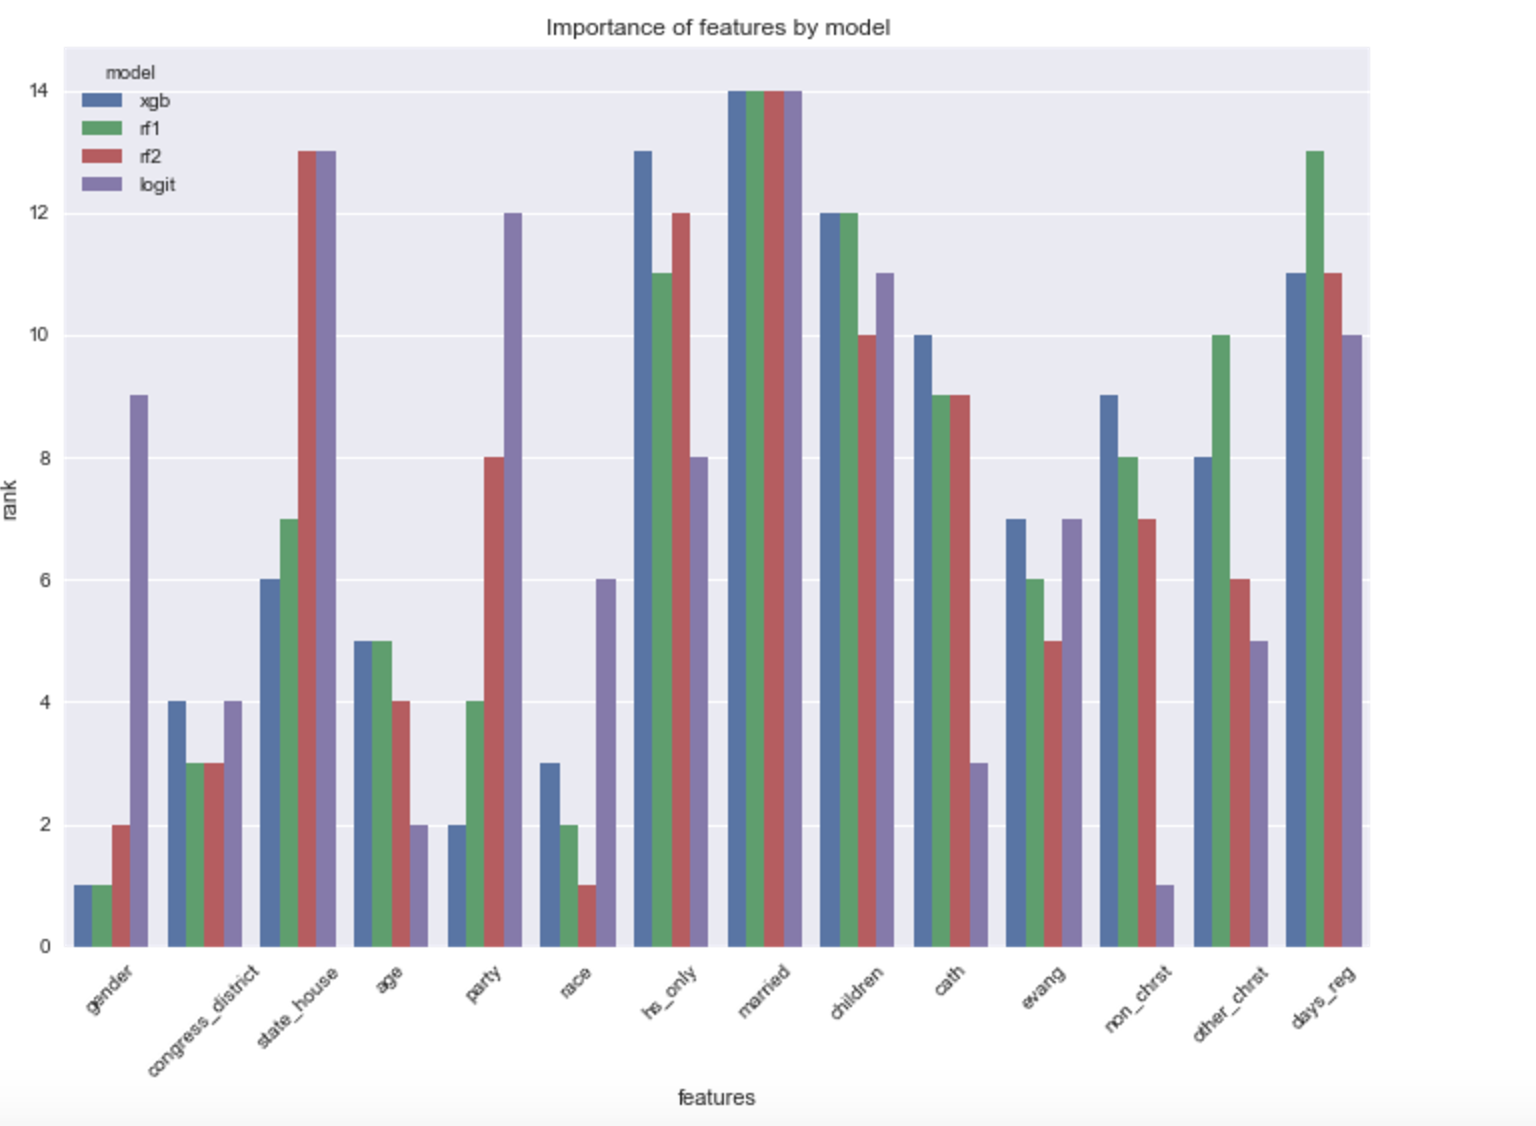 Importance of features by model
model
xgb
rf1
rf2
logit
14
12
10
8
6
4
2
0
rank
gender
congress_district
state_house
age
party
race
hs_only
married
children
cath
evang
non_chrst
other_chrst
days_reg
features